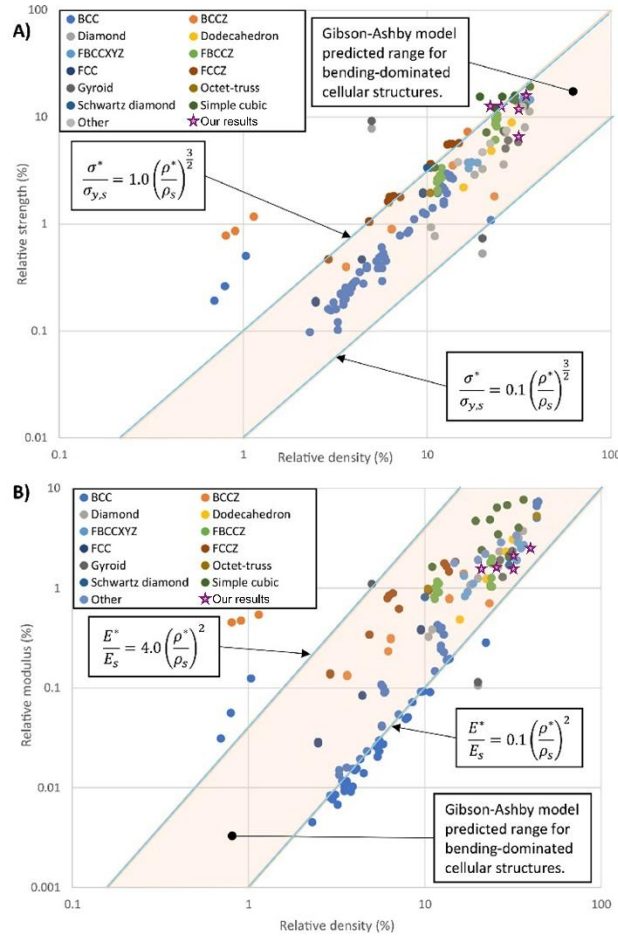 A)
BCC BCCZ
Diamond Dodecahedron
FBCCXYZ FBCCZ
FCC FCCZ
Gyroid Octet-truss
Schwartz diamond Simple cubic
Other Our results
Gibson-Ashby model
predicted range for
bending-dominated
cellular structures.
σ*/σy,s = 1.0 (ρ*/ρs)^3/2
σ*/σy,s = 0.1 (ρ*/ρs)^3/2
Relative strength (%)
100
10
1
0.1
0.01
0.1 1 10 100
Relative density (%)
B)
BCC BCCZ
Diamond Dodecahedron
FBCCXYZ FBCCZ
FCC FCCZ
Gyroid Octet-truss
Schwartz diamond Simple cubic
Other Our results
E*/Es = 4.0 (ρ*/ρs)^2
E*/Es = 0.1 (ρ*/ρs)^2
Gibson-Ashby model
predicted range for
bending-dominated
cellular structures.
Relative modulus (%)
10
1
0.1
0.01
0.001
0.1 1 10 100
Relative density (%)